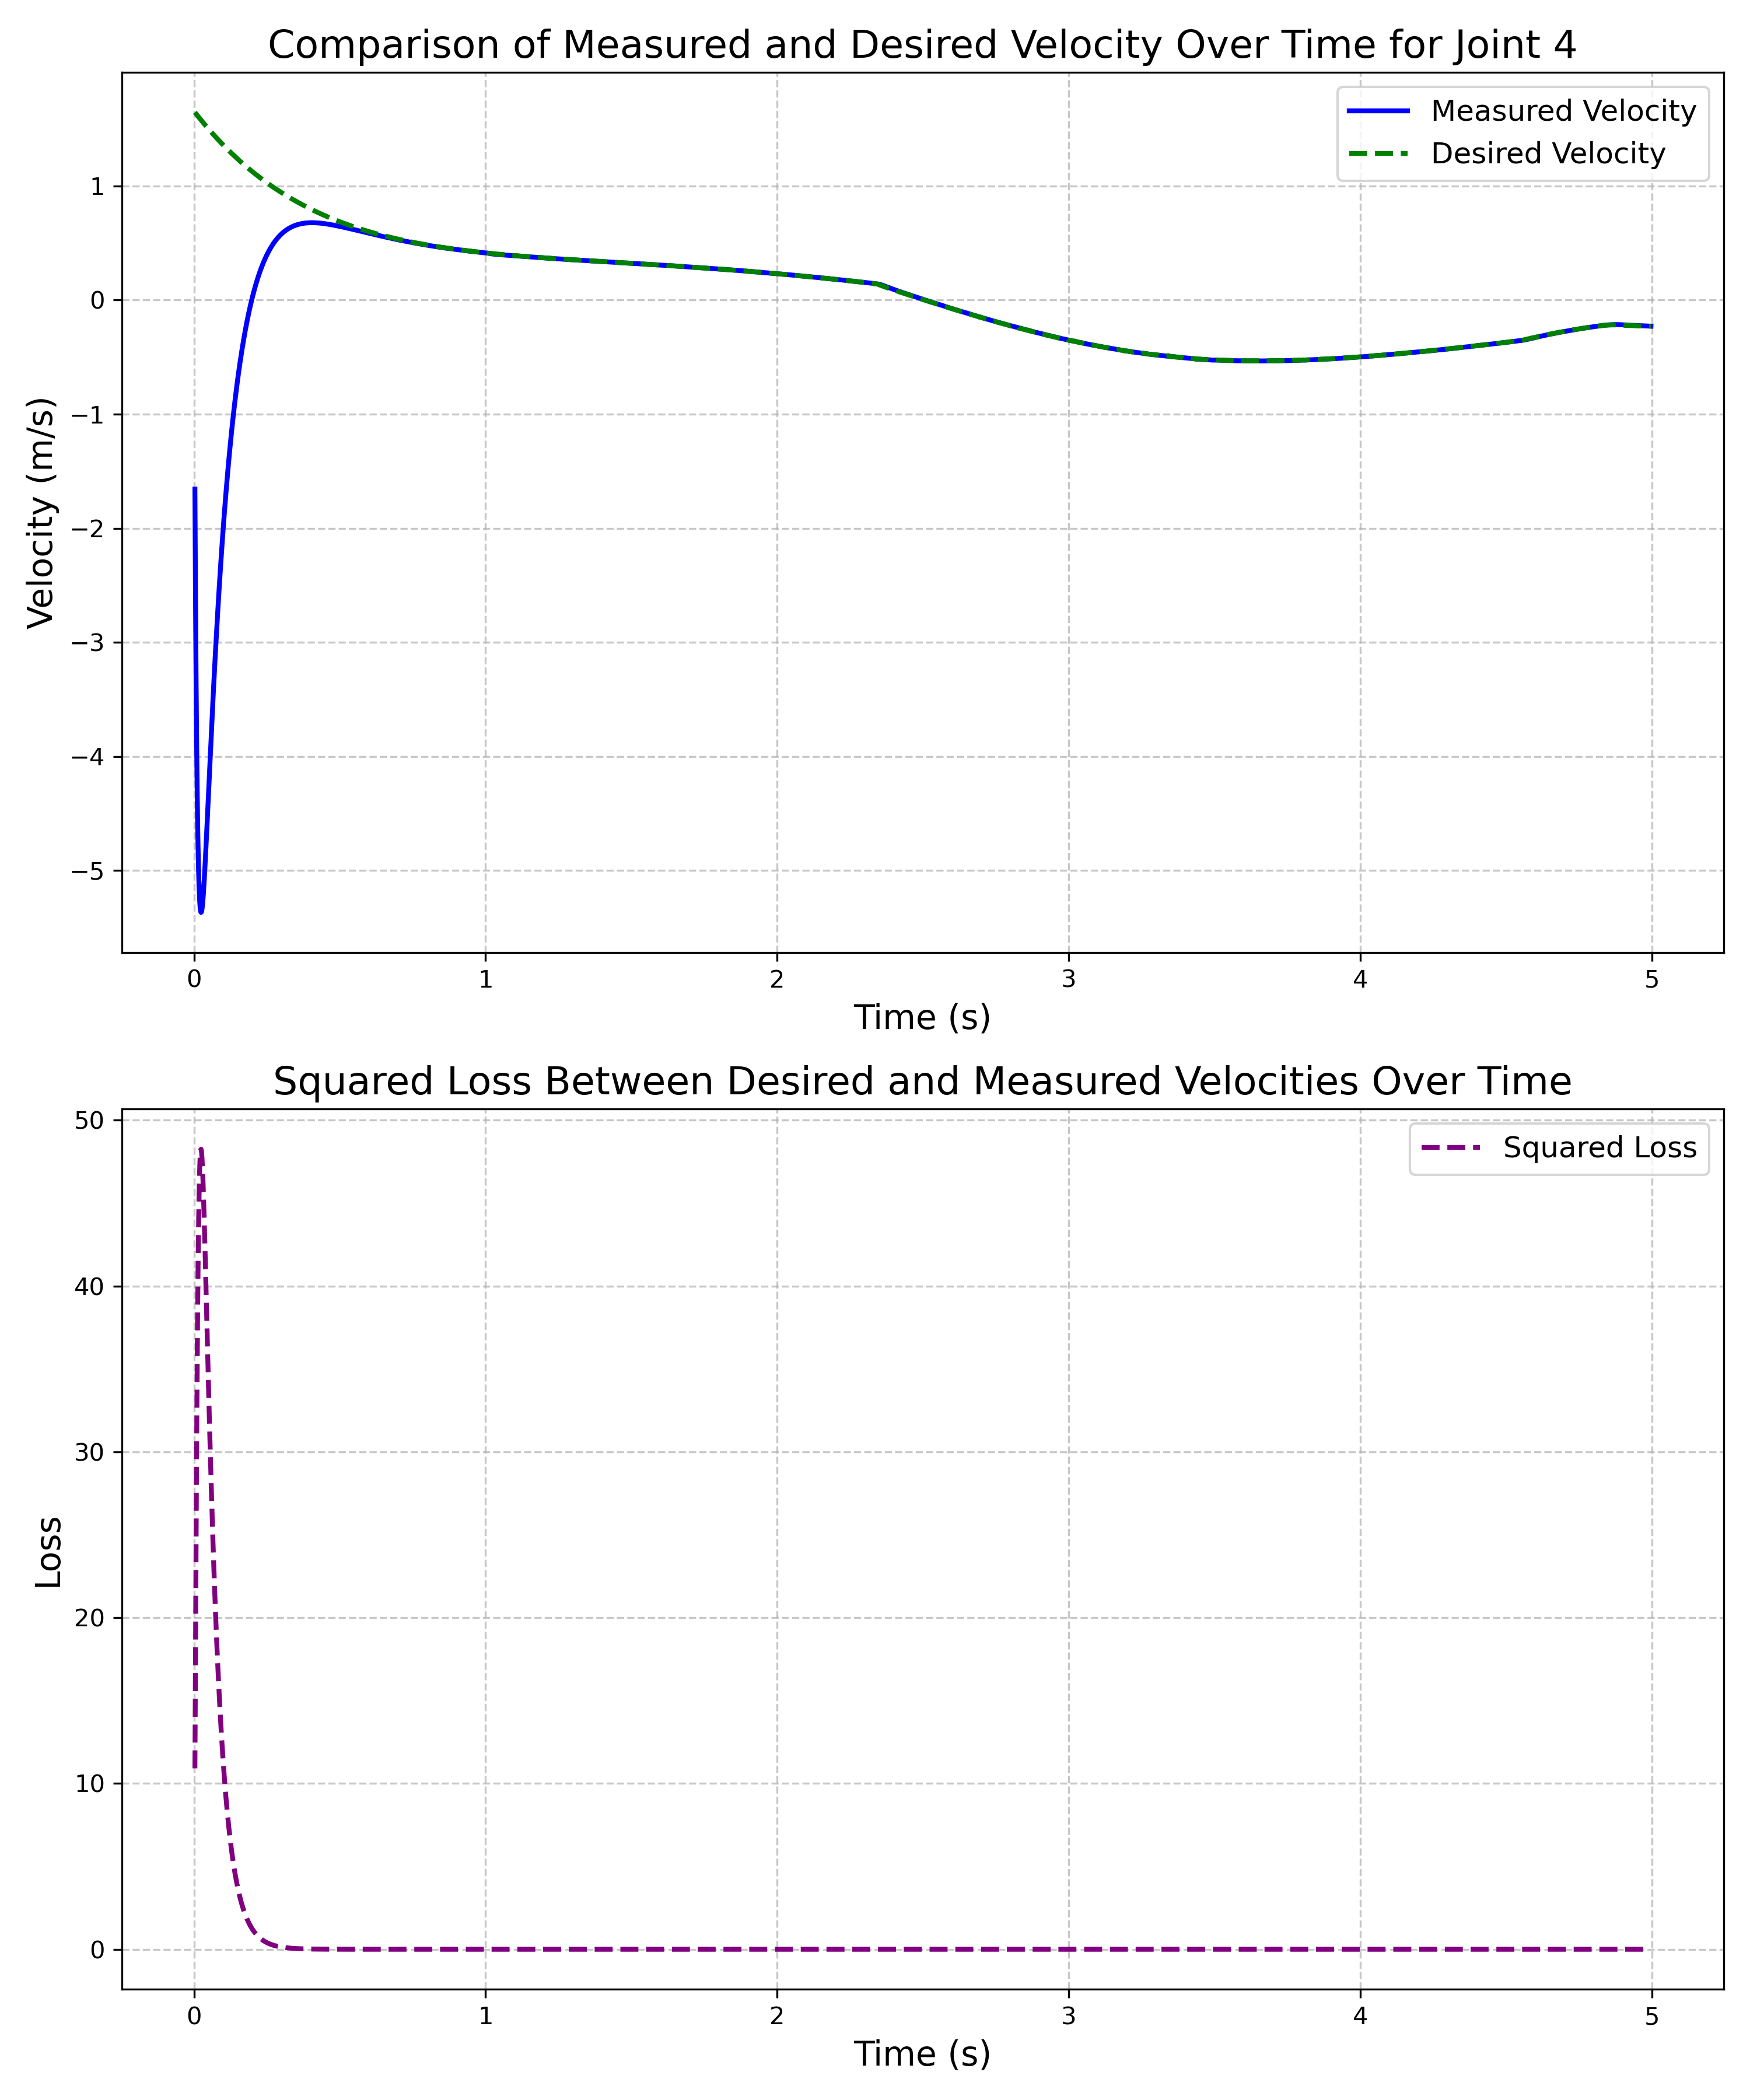 Comparison of Measured and Desired Velocity Over Time for Joint 4
Measured Velocity
Desired Velocity
Velocity (m/s)
1
0
−1
−2
−3
−4
−5
0 1 2 3 4 5
Time (s)
Squared Loss Between Desired and Measured Velocities Over Time
Squared Loss
Loss
50
40
30
20
10
0
0 1 2 3 4 5
Time (s)